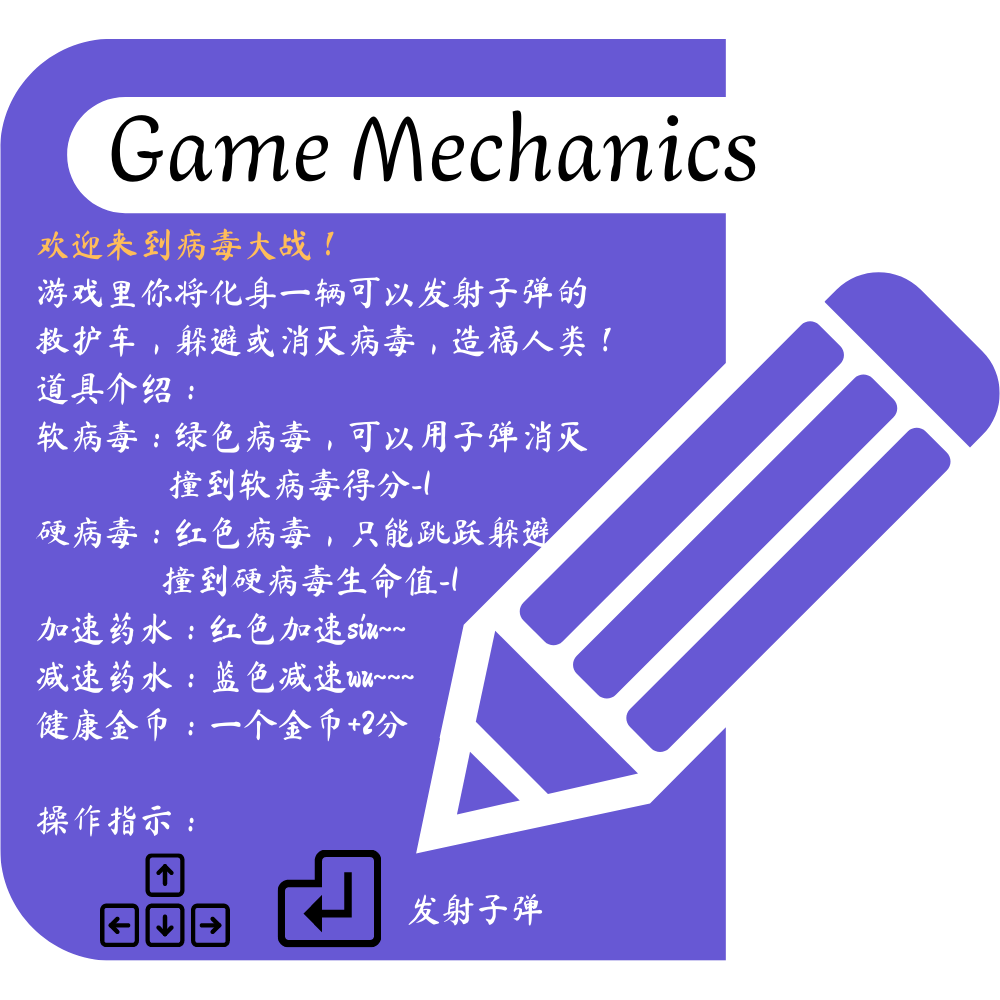 Game Mechanics
欢迎来到病毒大战！
游戏里你将化身一辆可以发射子弹的
救护车，躲避或消灭病毒，造福人类！
道具介绍：
软病毒：绿色病毒，可以用子弹消灭
撞到软病毒得分-1
硬病毒：红色病毒，只能跳跃躲避
撞到硬病毒生命值-1
加速药水：红色加速siu~~
减速药水：蓝色减速wu~~~
健康金币：一个金币+2分
操作指示：
发射子弹